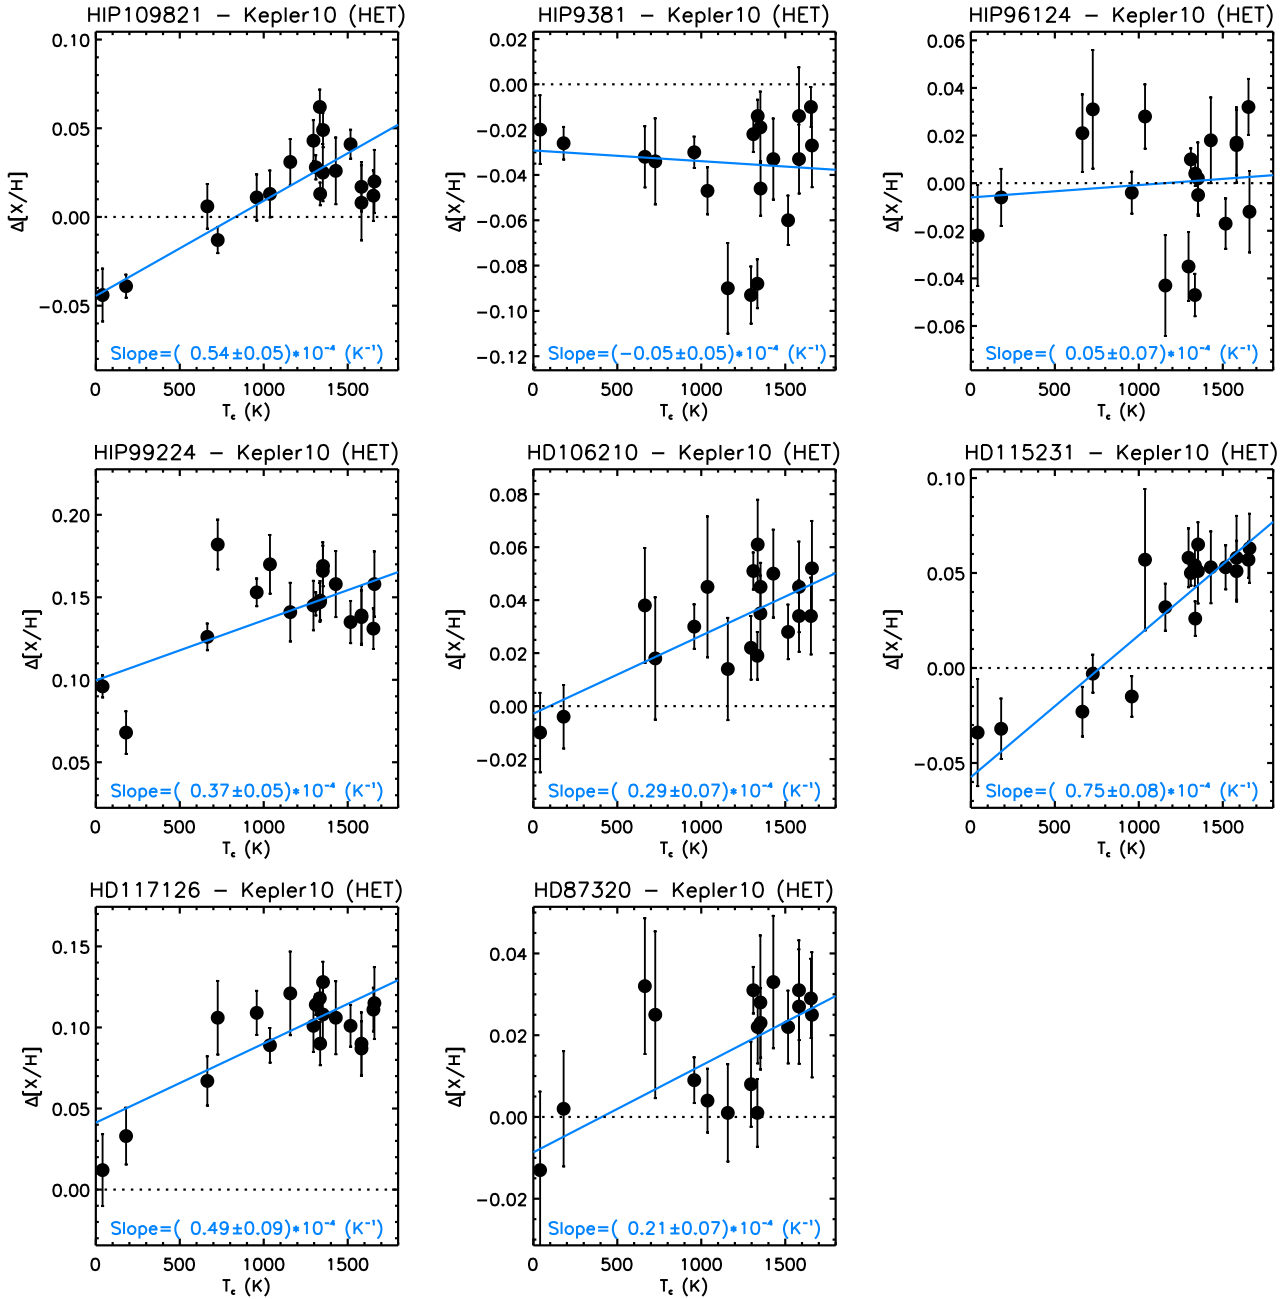 HIP109821 − Kepler10 (HET)
0.10
0.05
0.00
−0.05
Δ[X/H]
Slope=( 0.54±0.05)*10⁻⁴ (K⁻¹)
0 500 1000 1500
T_c (K)
HIP9381 − Kepler10 (HET)
0.02
0.00
−0.02
−0.04
−0.06
−0.08
−0.10
−0.12
Δ[X/H]
Slope=(−0.05±0.05)*10⁻⁴ (K⁻¹)
0 500 1000 1500
T_c (K)
HIP96124 − Kepler10 (HET)
0.06
0.04
0.02
0.00
−0.02
−0.04
−0.06
Δ[X/H]
Slope=( 0.05±0.07)*10⁻⁴ (K⁻¹)
0 500 1000 1500
T_c (K)
HIP99224 − Kepler10 (HET)
0.20
0.15
0.10
0.05
Δ[X/H]
Slope=( 0.37±0.05)*10⁻⁴ (K⁻¹)
0 500 1000 1500
T_c (K)
HD106210 − Kepler10 (HET)
0.08
0.06
0.04
0.02
0.00
−0.02
Δ[X/H]
Slope=( 0.29±0.07)*10⁻⁴ (K⁻¹)
0 500 1000 1500
T_c (K)
HD115231 − Kepler10 (HET)
0.10
0.05
0.00
−0.05
Δ[X/H]
Slope=( 0.75±0.08)*10⁻⁴ (K⁻¹)
0 500 1000 1500
T_c (K)
HD117126 − Kepler10 (HET)
0.15
0.10
0.05
0.00
Δ[X/H]
Slope=( 0.49±0.09)*10⁻⁴ (K⁻¹)
0 500 1000 1500
T_c (K)
HD87320 − Kepler10 (HET)
0.04
0.02
0.00
−0.02
Δ[X/H]
Slope=( 0.21±0.07)*10⁻⁴ (K⁻¹)
0 500 1000 1500
T_c (K)